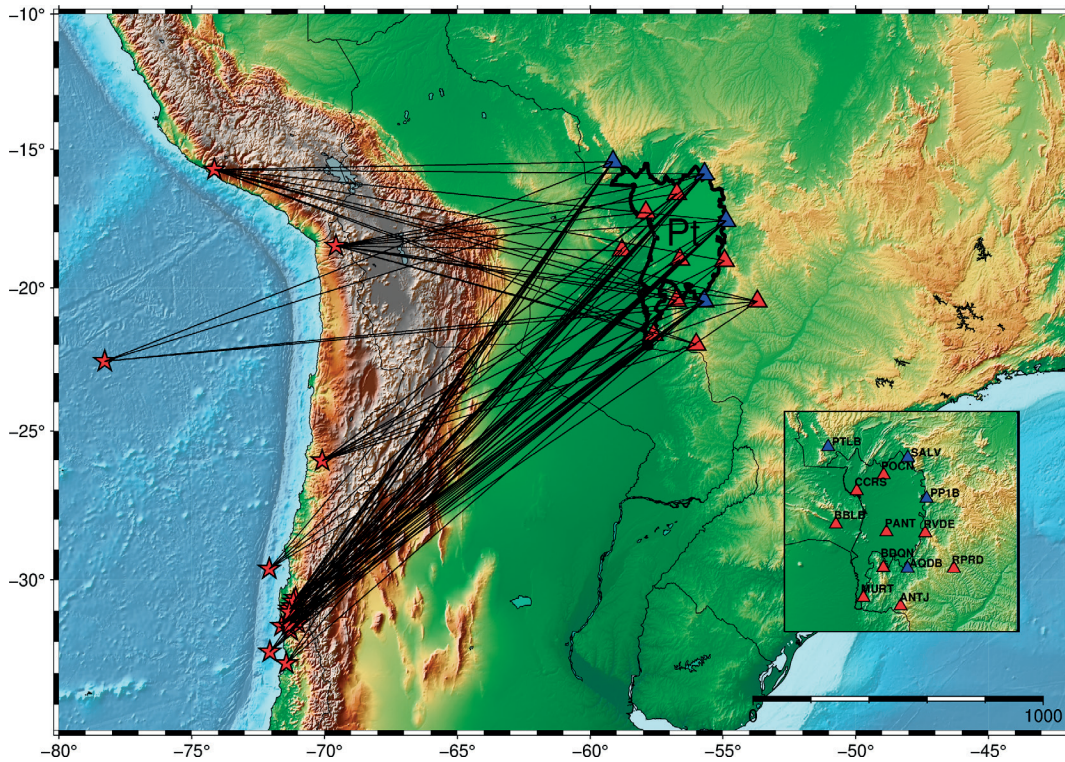 −10°
−15°
−20°
−25°
−30°
−80
−75
−70
−65
−60
−55
−50
−45
Pt
PTLB
SALV
POCN
CCRS
PP1B
BBLB
PANT
RVDE
BDQN
AQDB
RPRD
MURT
ANTJ
0
1000